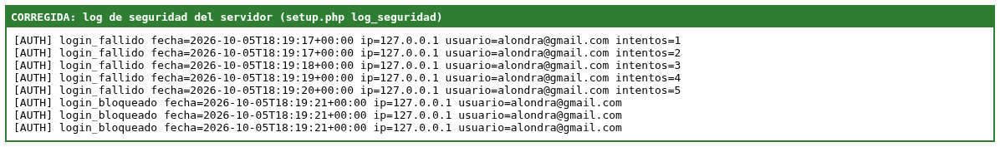 CORREGIDA: log de seguridad del servidor (setup.php log_seguridad)
[AUTH] login_fallido fecha=2026-10-05T18:19:17+00:00 ip=127.0.0.1 usuario=alondra@gmail.com intentos=1
[AUTH] login_fallido fecha=2026-10-05T18:19:17+00:00 ip=127.0.0.1 usuario=alondra@gmail.com intentos=2
[AUTH] login_fallido fecha=2026-10-05T18:19:18+00:00 ip=127.0.0.1 usuario=alondra@gmail.com intentos=3
[AUTH] login_fallido fecha=2026-10-05T18:19:19+00:00 ip=127.0.0.1 usuario=alondra@gmail.com intentos=4
[AUTH] login_fallido fecha=2026-10-05T18:19:20+00:00 ip=127.0.0.1 usuario=alondra@gmail.com intentos=5
[AUTH] login_bloqueado fecha=2026-10-05T18:19:21+00:00 ip=127.0.0.1 usuario=alondra@gmail.com
[AUTH] login_bloqueado fecha=2026-10-05T18:19:21+00:00 ip=127.0.0.1 usuario=alondra@gmail.com
[AUTH] login_bloqueado fecha=2026-10-05T18:19:21+00:00 ip=127.0.0.1 usuario=alondra@gmail.com